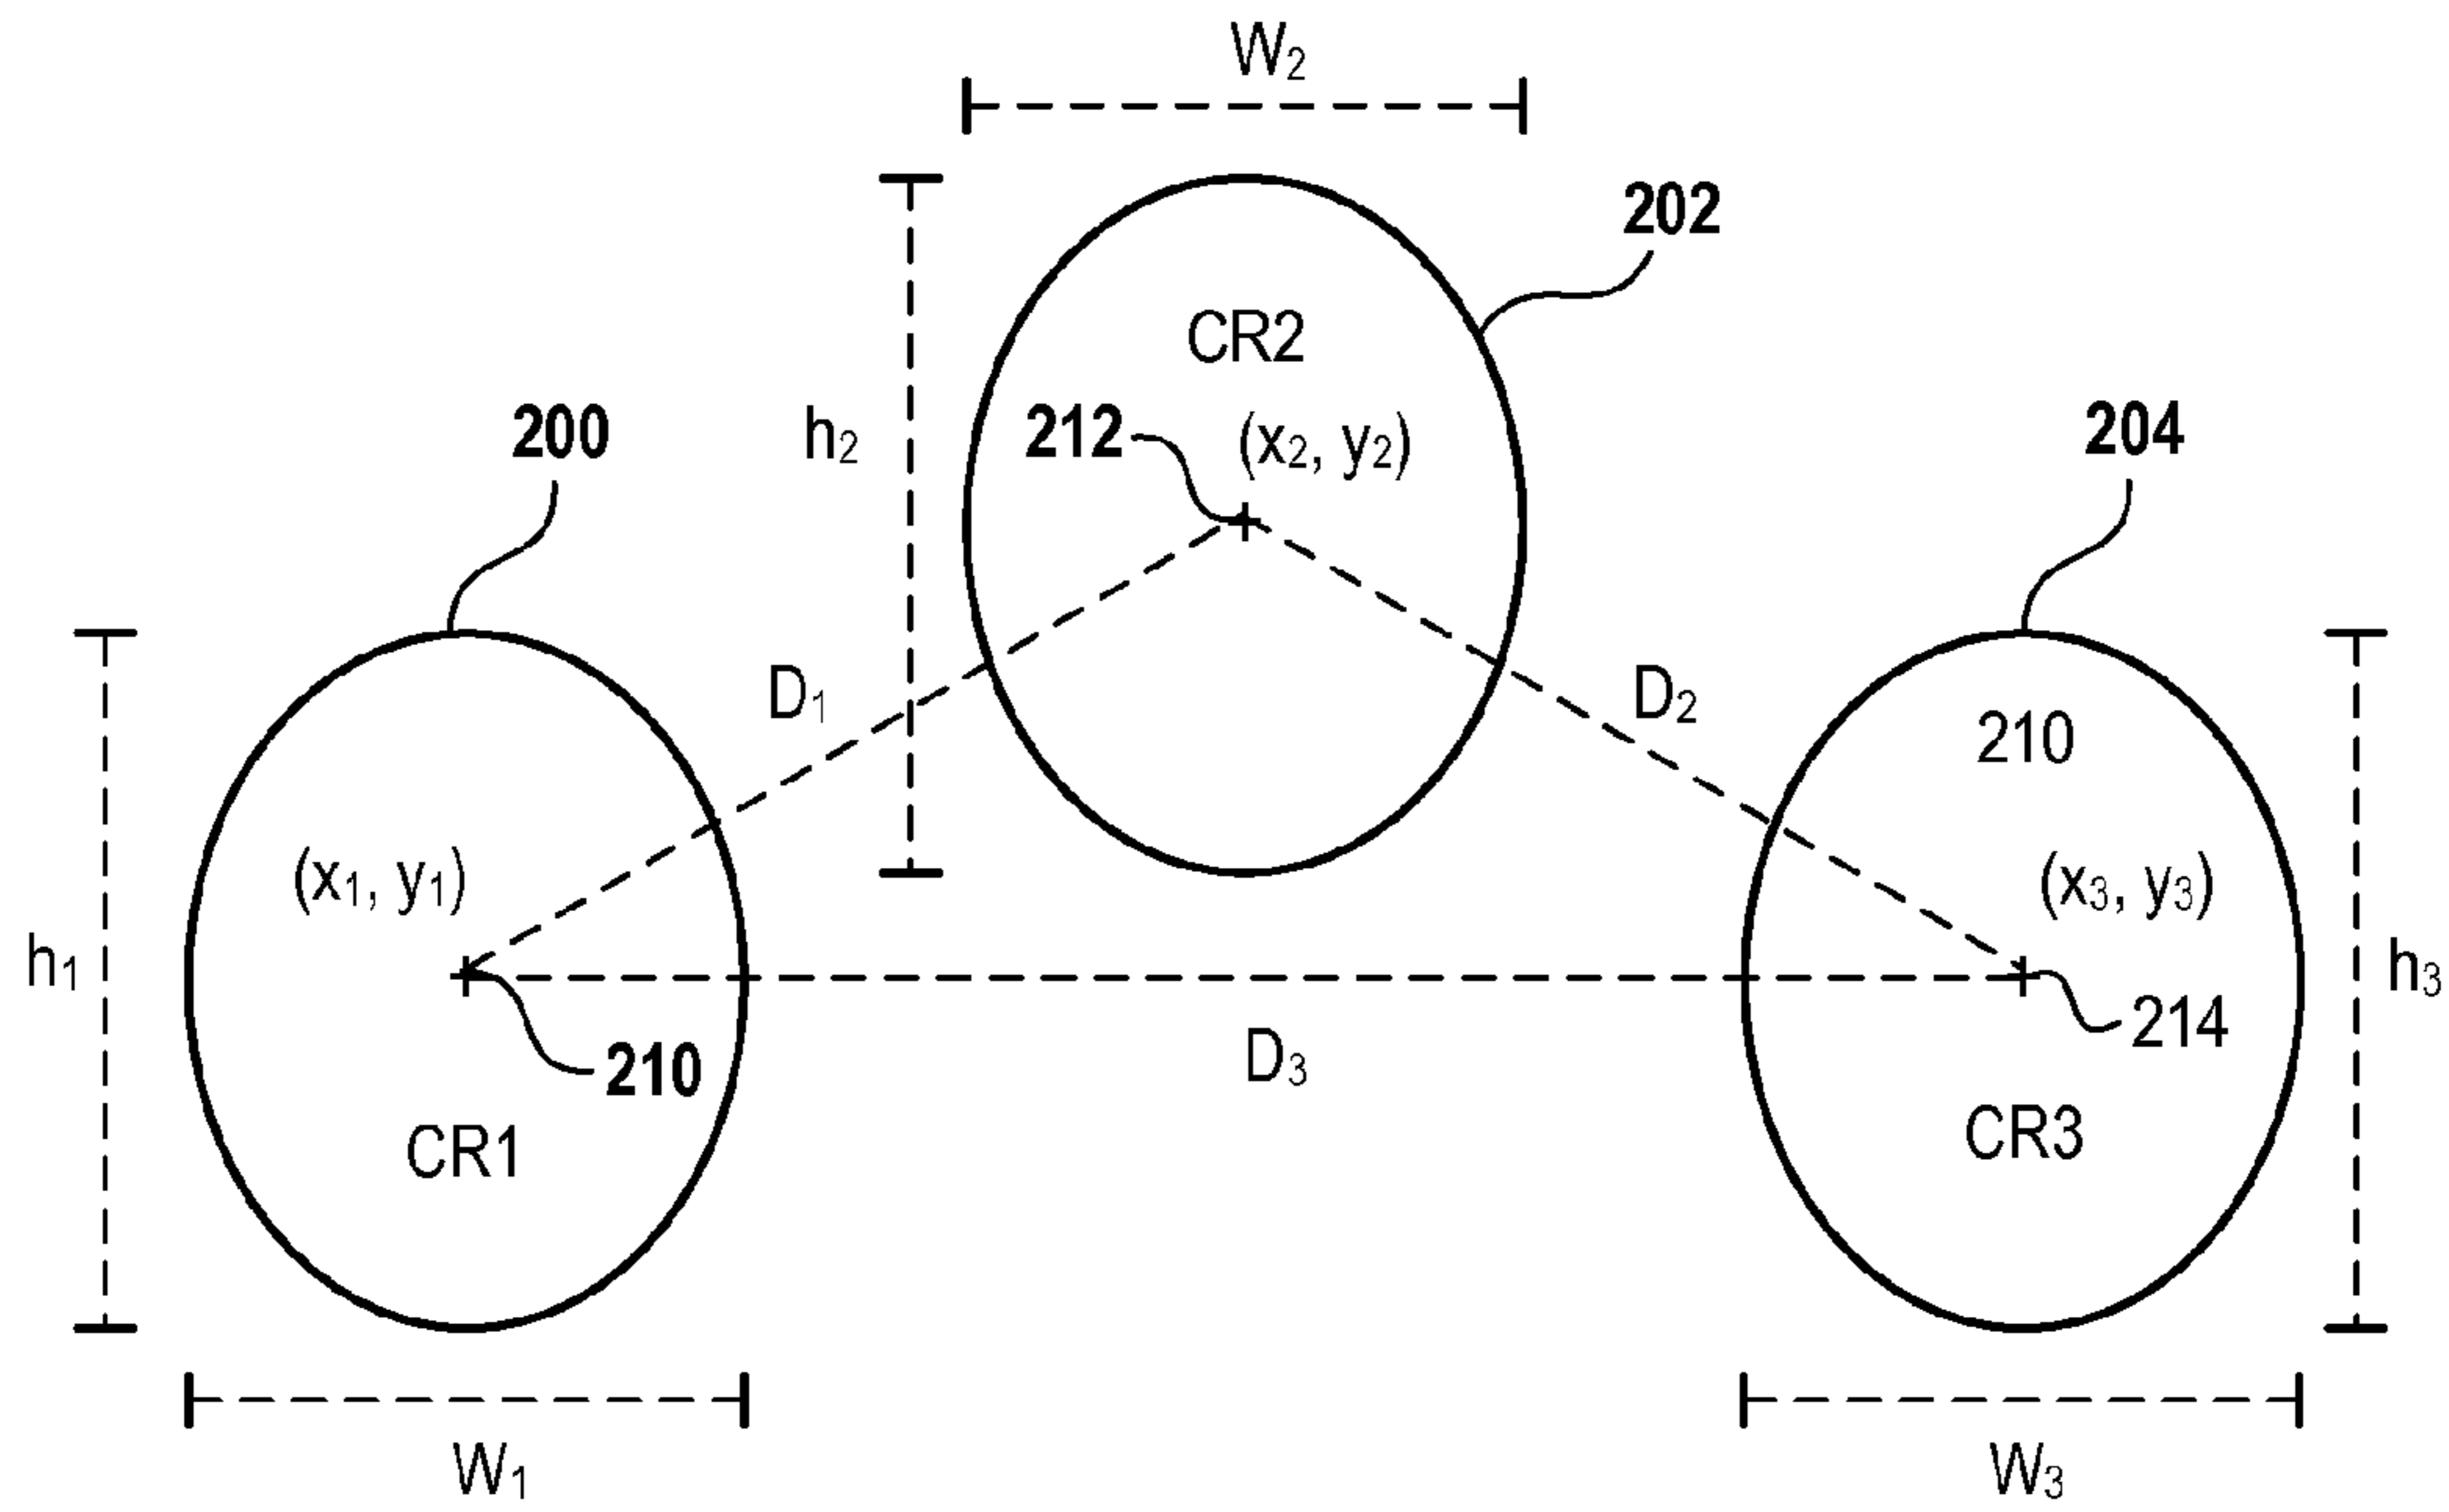 W₂
202
CR2
200
h₂
212
(x₂, y₂)
204
D₁
D₂
210
(x₁, y₁)
(x₃, y₃)
h₁
h₃
214
210
D₃
CR1
CR3
W₁
W₃